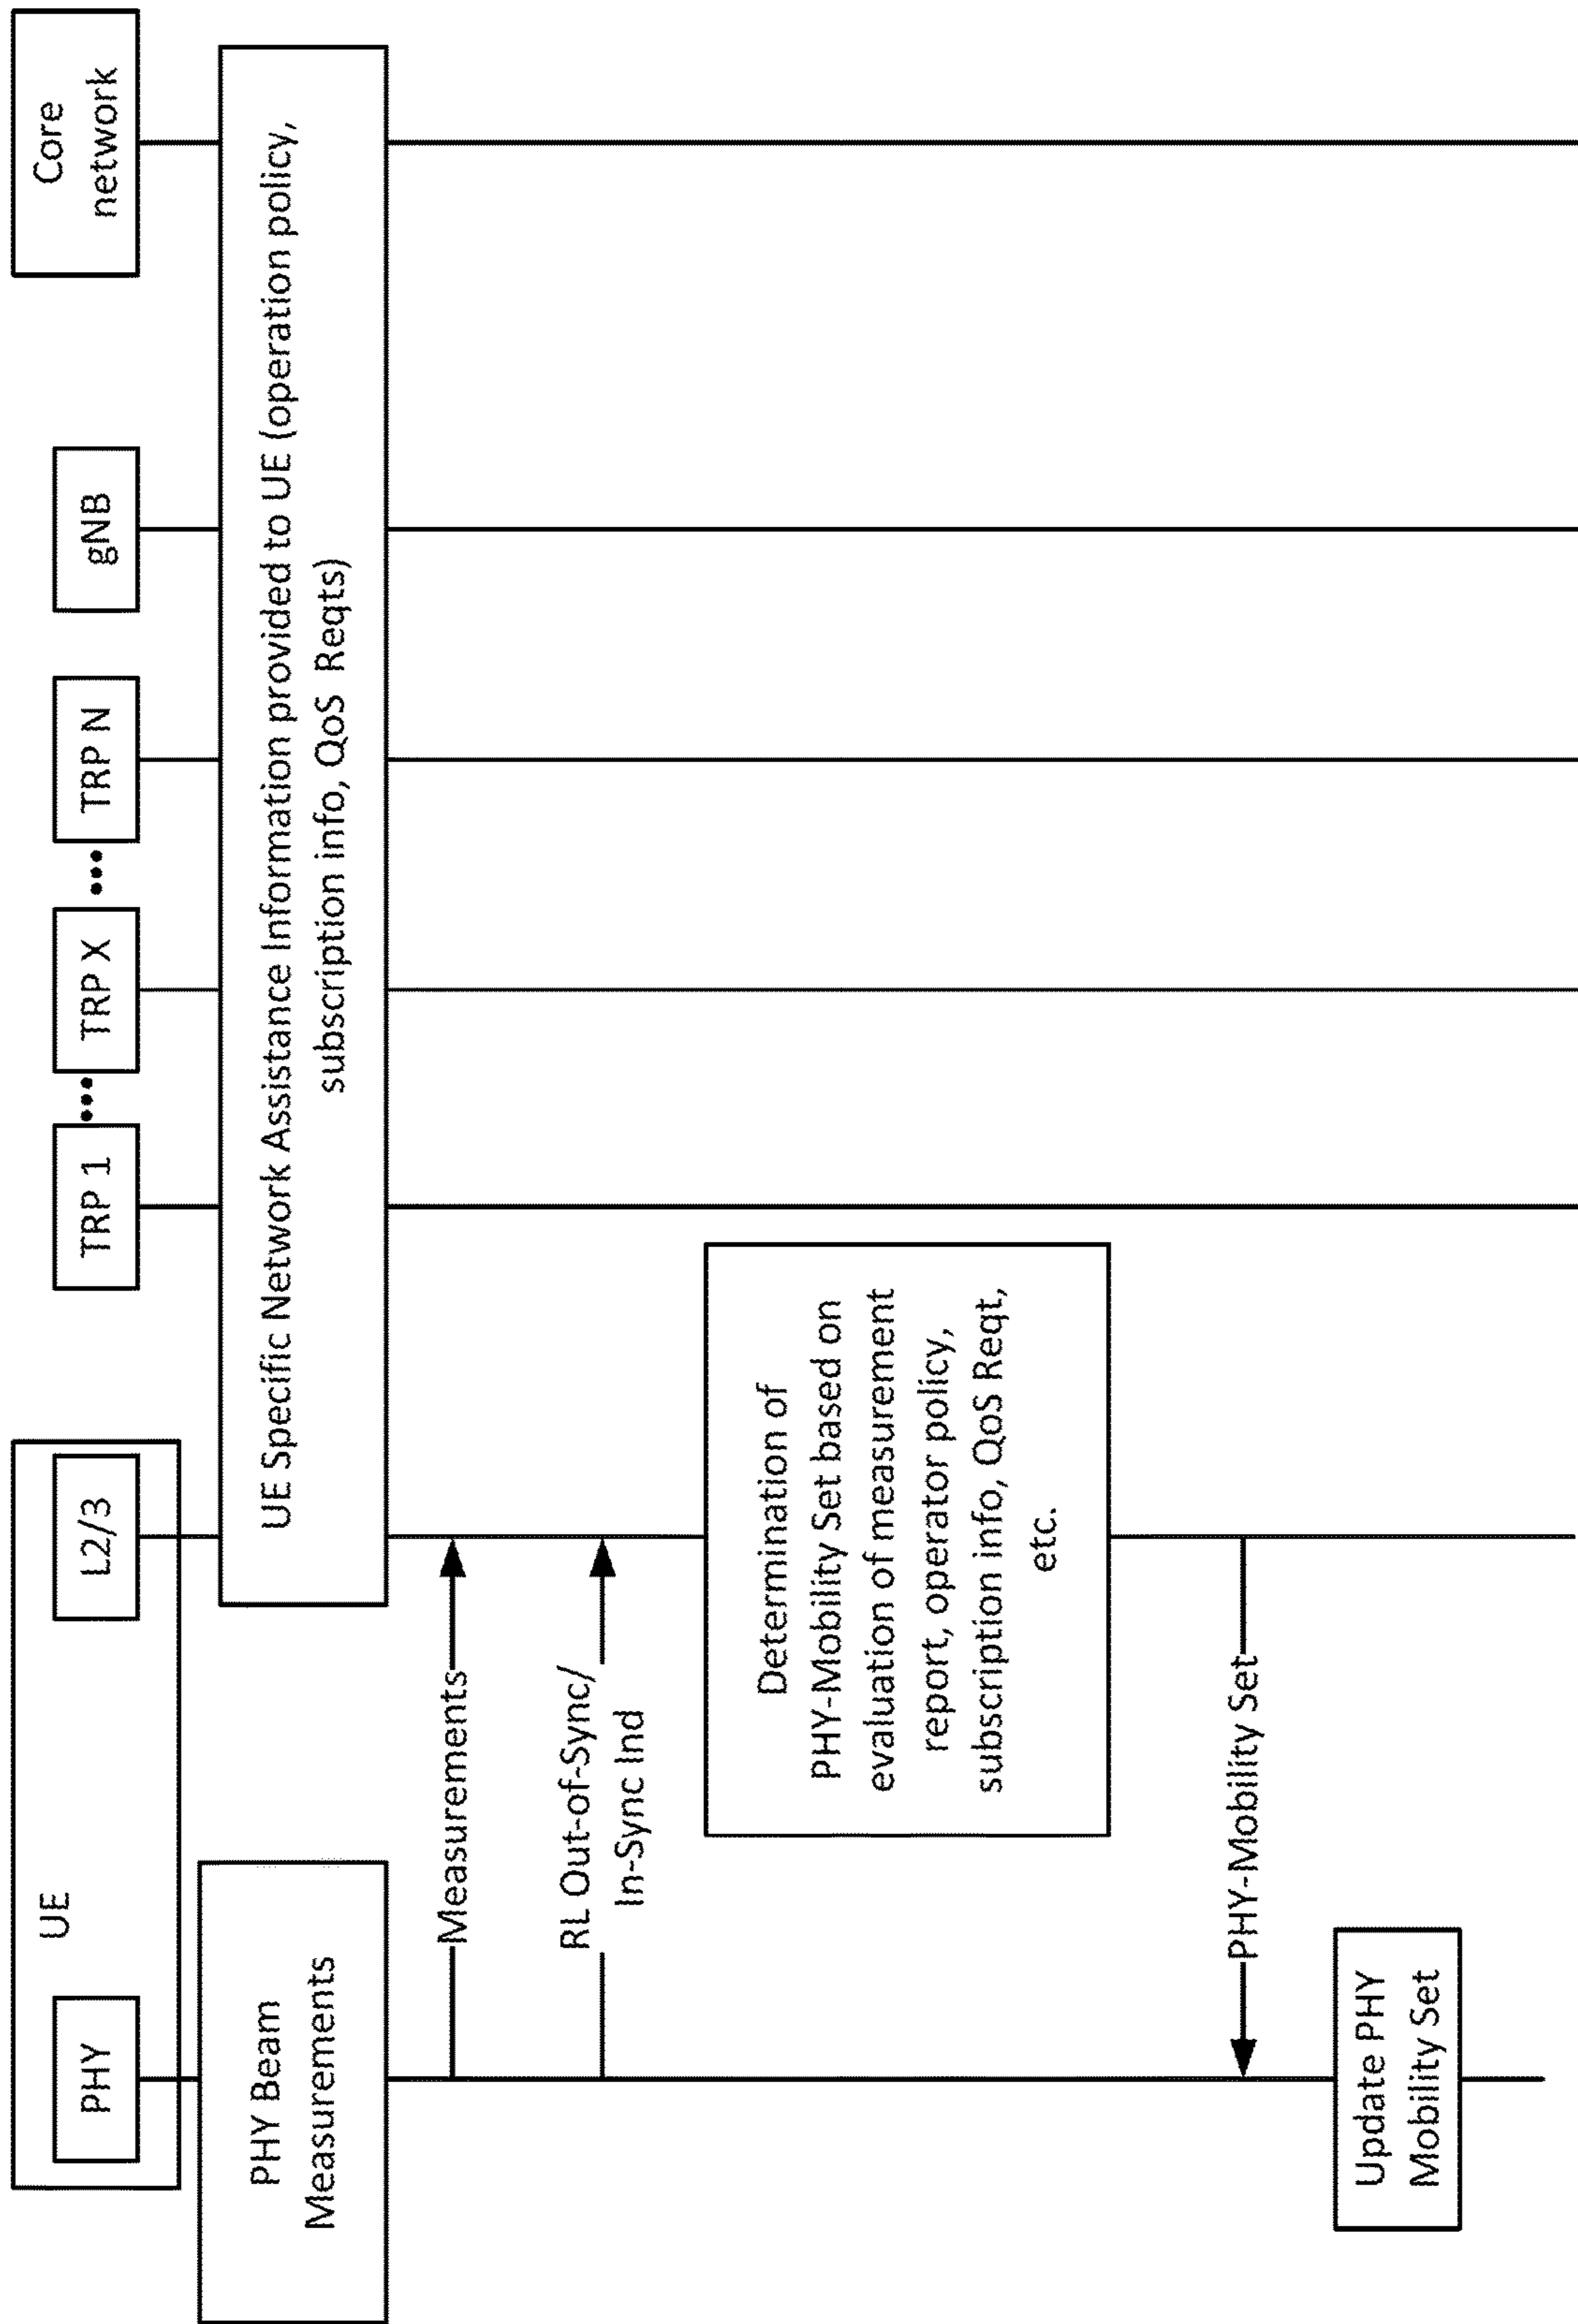 UE
PHY
L2/3
TRP 1
•••
TRP X
•••
TRP N
gNB
Core
network
PHY Beam
Measurements
UE Specific Network Assistance Information provided to UE (operation policy,
subscription info, QoS Reqts)
Measurements
RL Out-of-Sync/
In-Sync Ind
Determination of
PHY-Mobility Set based on
evaluation of measurement
report, operator policy,
subscription info, QoS Reqt,
etc.
PHY-Mobility Set
Update PHY
Mobility Set